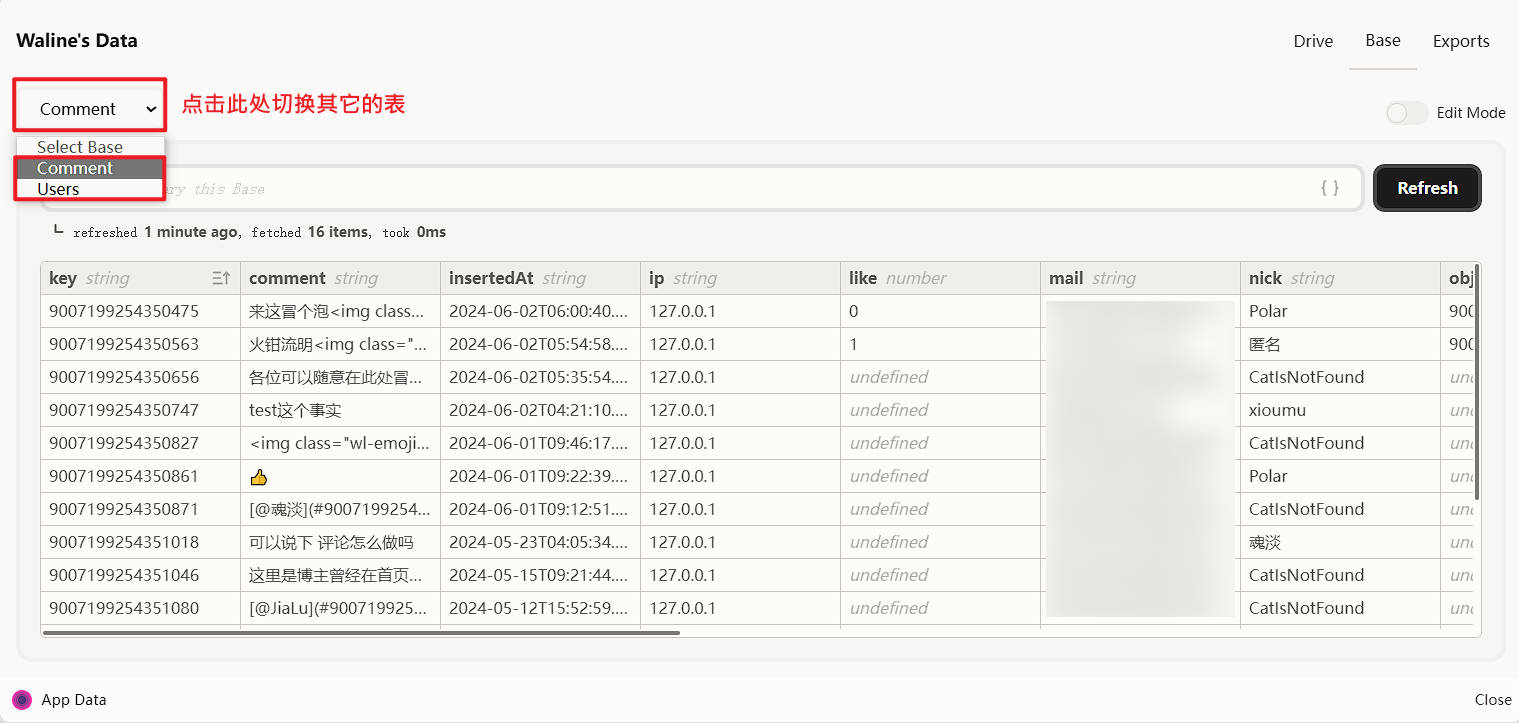 Waline's Data Drive Base Exports
Comment 点击此处切换其它的表 Edit Mode
Select Base
Comment
Users this Base { } Refresh
refreshed 1 minute ago, fetched 16 items, took 0ms
key string comment string insertedAt string ip string like number mail string nick string
9007199254350475 来这冒个泡<img class... 2024-06-02T06:00:40.... 127.0.0.1 0 Polar 900
9007199254350563 火钳流明<img class="... 2024-06-02T05:54:58.... 127.0.0.1 1 匿名 900
9007199254350656 各位可以随意在此处冒... 2024-06-02T05:35:54.... 127.0.0.1 undefined CatIsNotFound
9007199254350747 test这个事实 2024-06-02T04:21:10.... 127.0.0.1 undefined xioumu
9007199254350827 <img class="wl-emoji... 2024-06-01T09:46:17.... 127.0.0.1 undefined CatIsNotFound
9007199254350861 👍 2024-06-01T09:22:39.... 127.0.0.1 undefined Polar
9007199254350871 [@魂淡](#9007199254... 2024-06-01T09:12:51.... 127.0.0.1 undefined CatIsNotFound
9007199254351018 可以说下 评论怎么做吗 2024-05-23T04:05:34.... 127.0.0.1 undefined 魂淡
9007199254351046 这里是博主曾经在首页... 2024-05-15T09:21:44.... 127.0.0.1 undefined CatIsNotFound
9007199254351080 [@JiaLu](#900719925... 2024-05-12T15:52:59.... 127.0.0.1 undefined CatIsNotFound
App Data Close